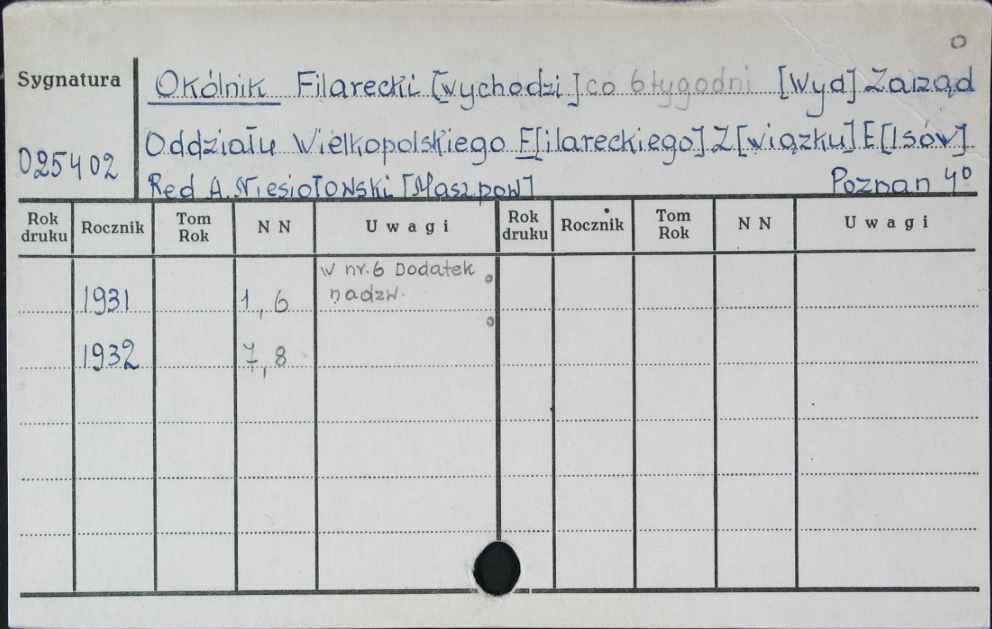 0
Sygnatura
Okólnik Filarecki [wychodzi] co 6 tygodni [Wyd] Zarząd
Oddziału Wielkopolskiego F[ilareckiego] Z[wiązku] E[lsów]
025402
Red A. Niesiołowski [Maszpow] Poznań 4°
Rok druku Rocznik Tom Rok N N Uwagi Rok druku Rocznik Tom Rok N N Uwagi
w nr. 6 Dodatek
1931 1, 6 nadzw.
1932 7, 8